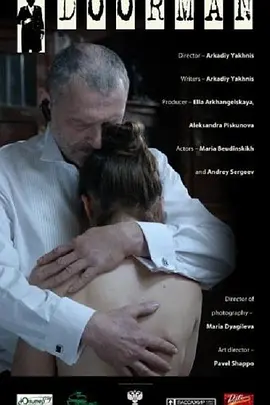 DOORMAN
Director – Arkadiy Yakhnis
Writers – Arkadiy Yakhnis
Producer – Ella Arkhangelskaya,
Aleksandra Piskunova
Actors – Maria Beudinskikh
and Andrey Sergeev
Director of
photography –
Maria Dyagileva
Art director –
Pavel Shappo
ПАССАЖИР